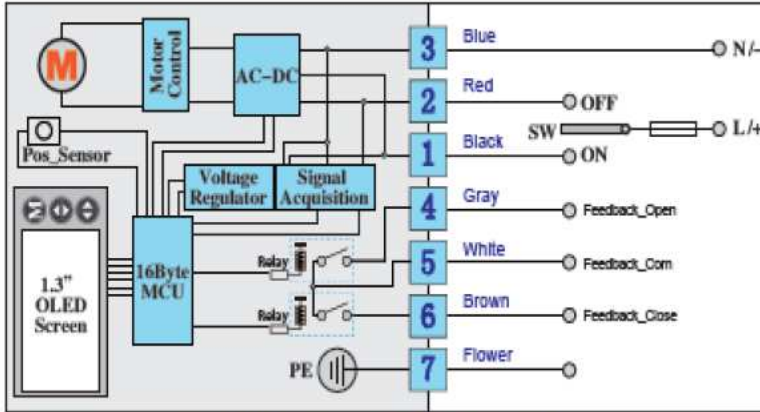 M
Motor
Control
AC-DC
Pos_Sensor
Voltage
Regulator
Signal
Acquisition
M
1.3”
OLED
Screen
16Byte
MCU
Relay
Relay
PE
3
Blue
N/-
2
Red
OFF
SW
L/+
1
Black
ON
4
Gray
Feedback_Open
5
White
Feedback_Com
6
Brown
Feedback_Close
7
Flower